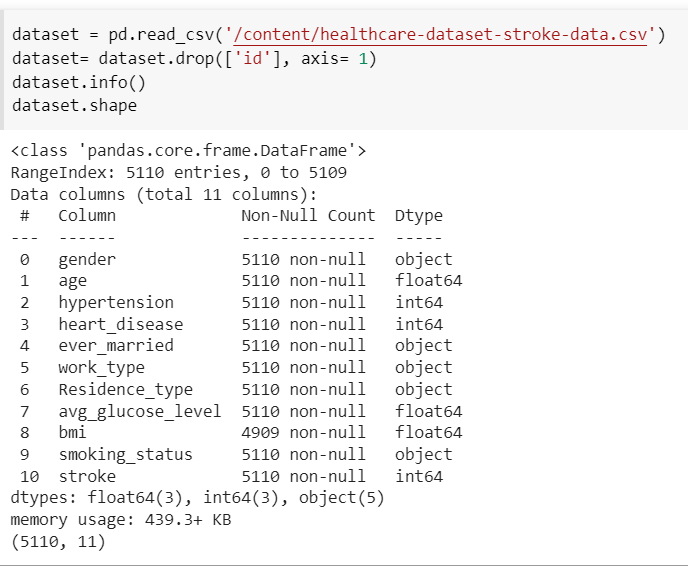 dataset = pd.read_csv('/content/healthcare-dataset-stroke-data.csv')
dataset= dataset.drop(['id'], axis= 1)
dataset.info()
dataset.shape
<class 'pandas.core.frame.DataFrame'>
RangeIndex: 5110 entries, 0 to 5109
Data columns (total 11 columns):
 #   Column             Non-Null Count  Dtype
---  ------             --------------  -----
 0   gender             5110 non-null   object
 1   age                5110 non-null   float64
 2   hypertension       5110 non-null   int64
 3   heart_disease      5110 non-null   int64
 4   ever_married       5110 non-null   object
 5   work_type          5110 non-null   object
 6   Residence_type     5110 non-null   object
 7   avg_glucose_level  5110 non-null   float64
 8   bmi                4909 non-null   float64
 9   smoking_status     5110 non-null   object
 10  stroke             5110 non-null   int64
dtypes: float64(3), int64(3), object(5)
memory usage: 439.3+ KB
(5110, 11)